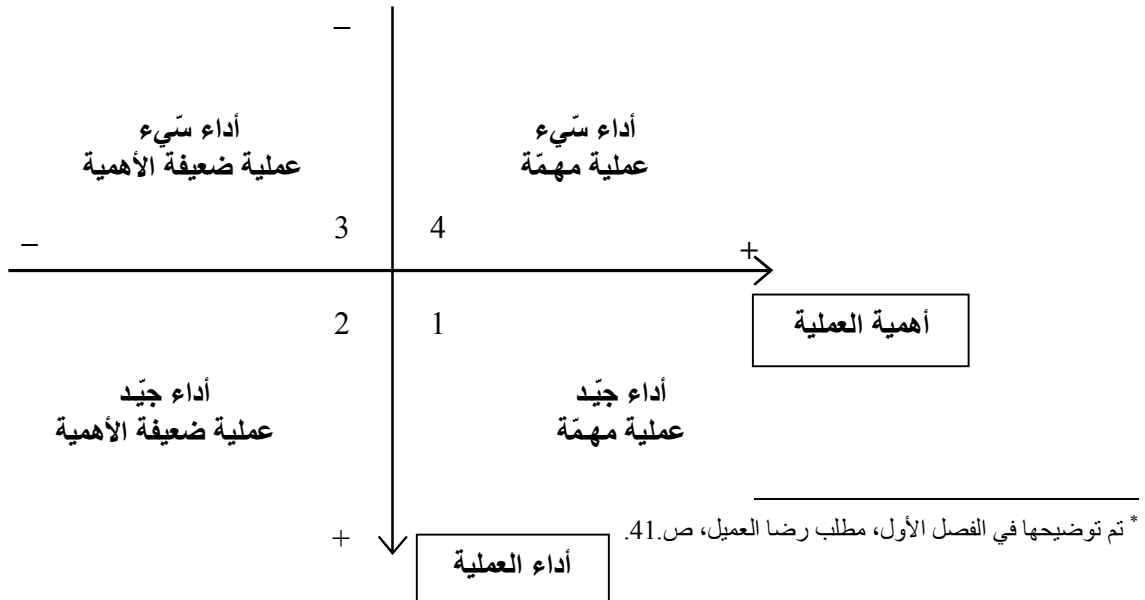 –
أداء سّيء
أداء سّيء
عملية مهمّة
عملية ضعيفة الأهمية
4
3
+
–
أهمية العملية
1
2
أداء جيّد
أداء جيّد
عملية مهمّة
عملية ضعيفة الأهمية
* تم توضيحها في الفصل الأول، مطلب رضا العميل، ص.41.
+
أداء العملية